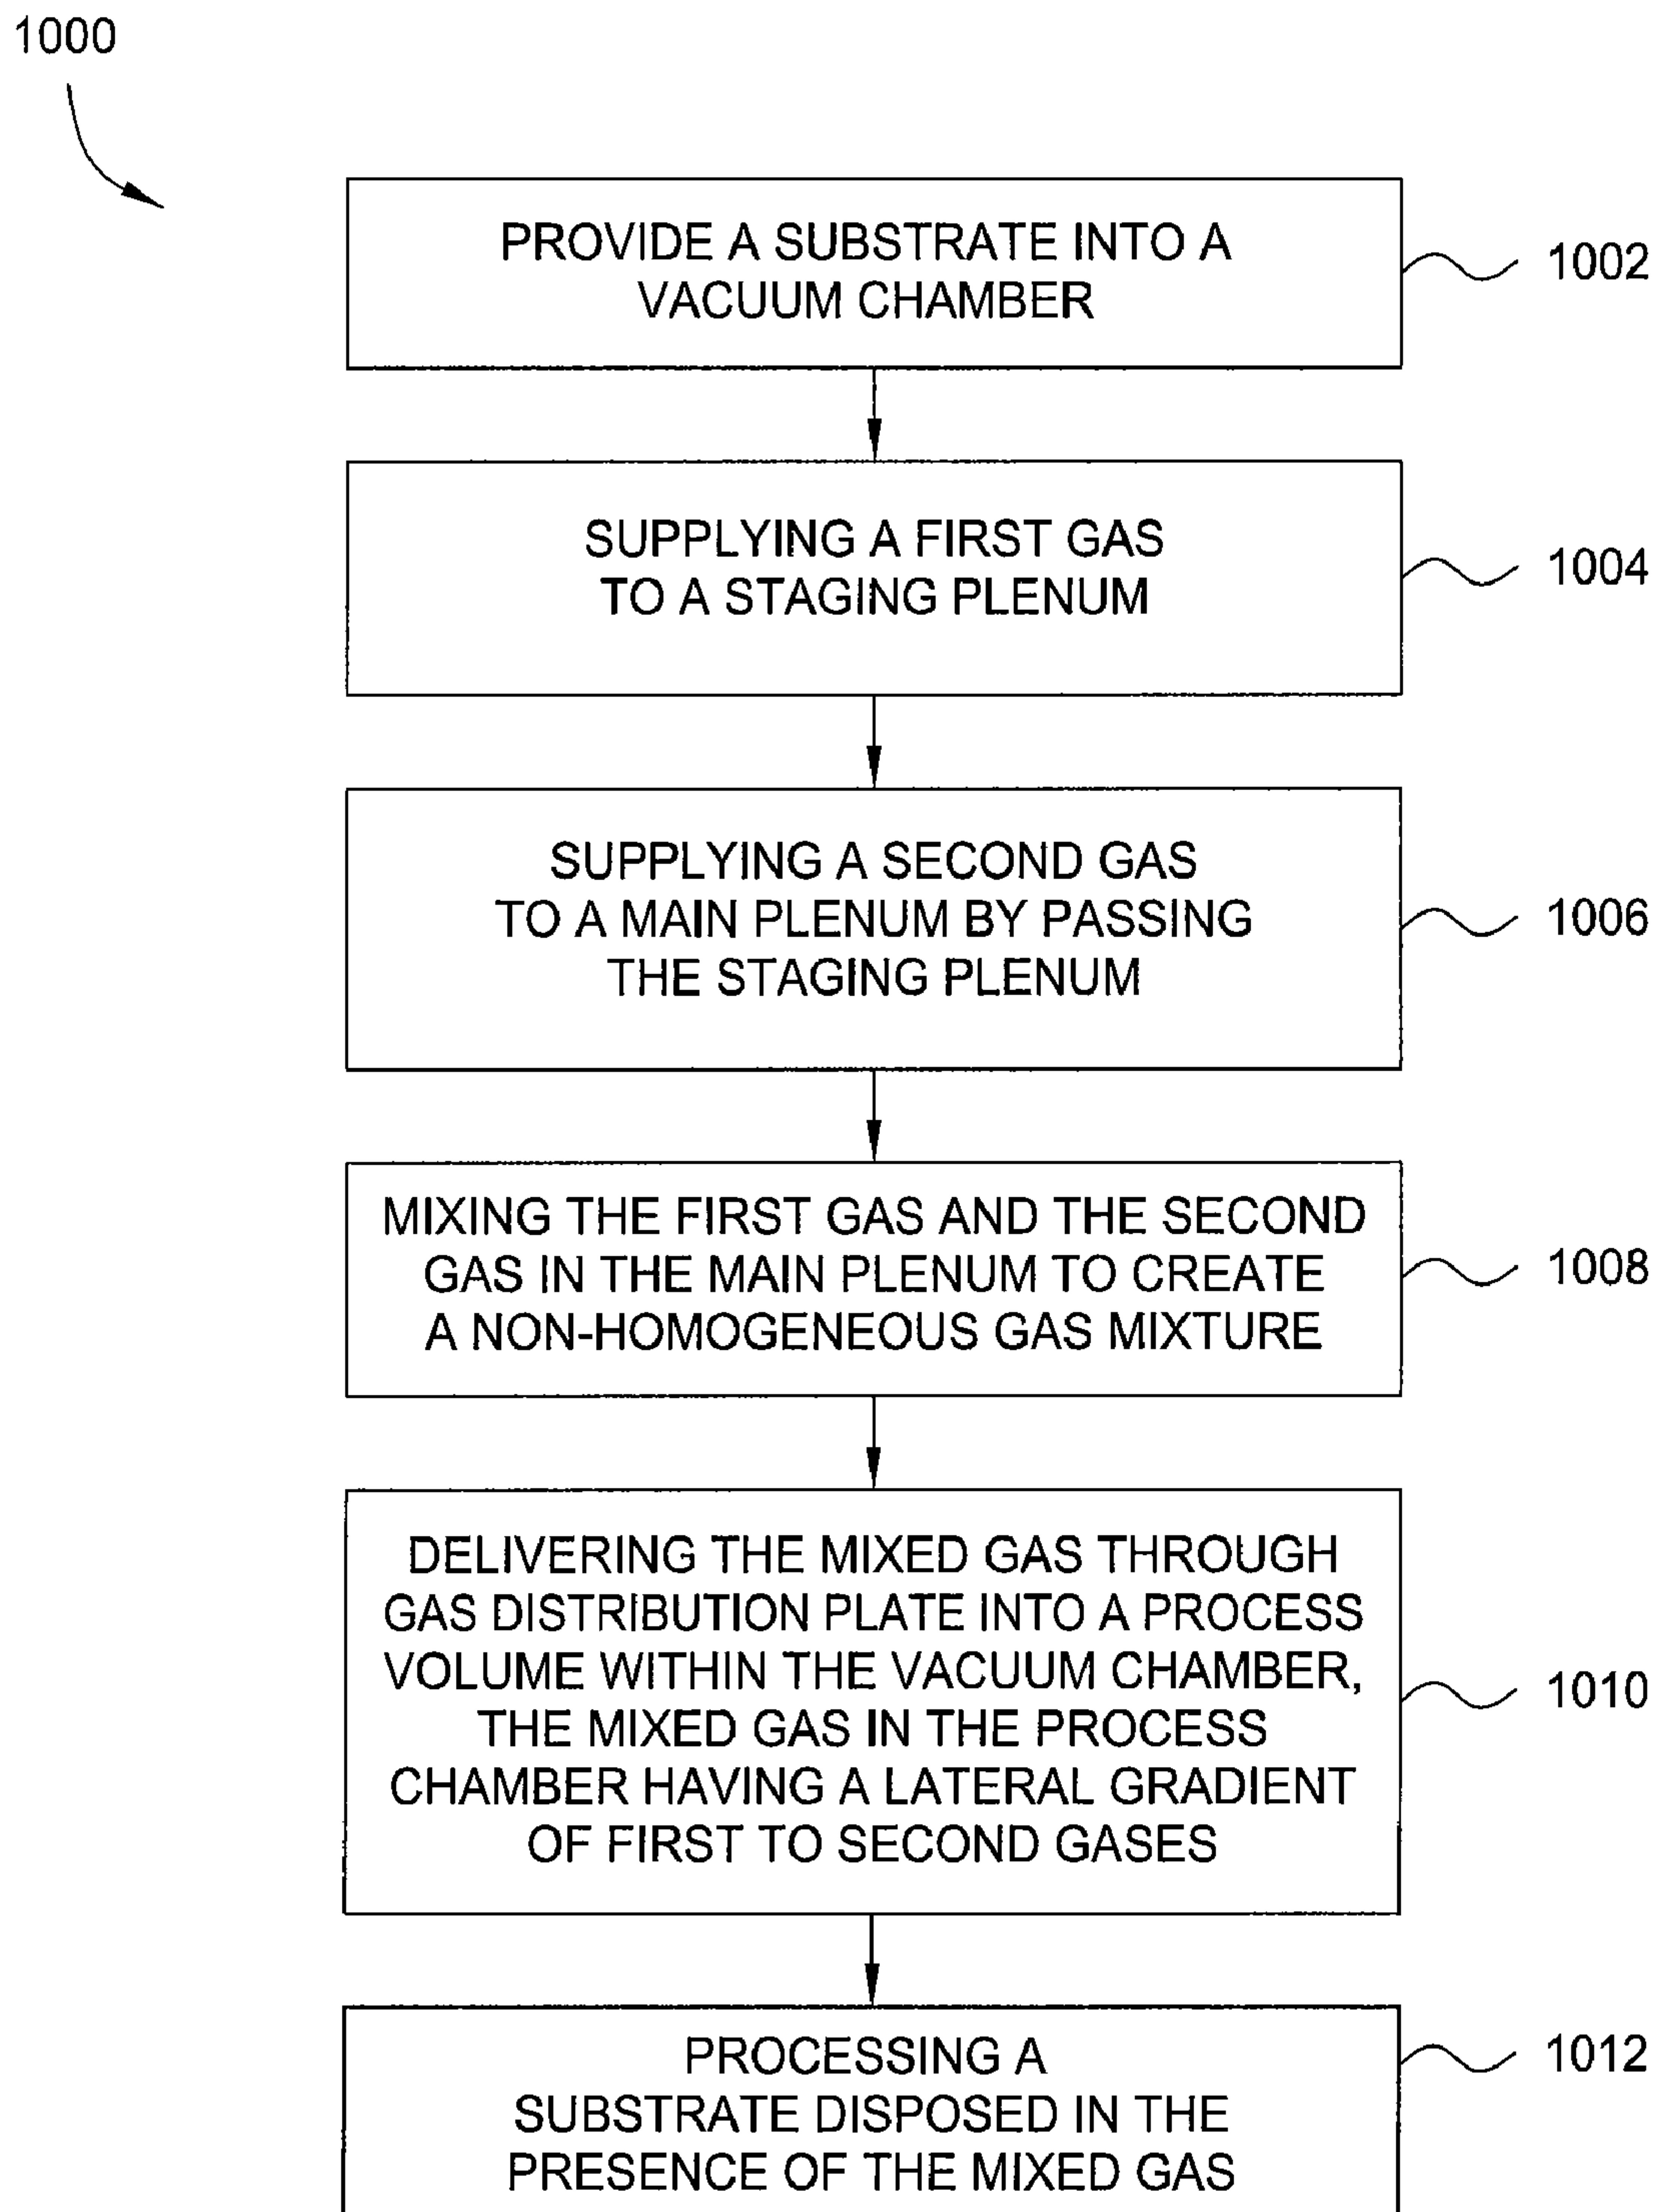 1000
PROVIDE A SUBSTRATE INTO A
VACUUM CHAMBER
1002
SUPPLYING A FIRST GAS
TO A STAGING PLENUM
1004
SUPPLYING A SECOND GAS
TO A MAIN PLENUM BY PASSING
THE STAGING PLENUM
1006
MIXING THE FIRST GAS AND THE SECOND
GAS IN THE MAIN PLENUM TO CREATE
A NON-HOMOGENEOUS GAS MIXTURE
1008
DELIVERING THE MIXED GAS THROUGH
GAS DISTRIBUTION PLATE INTO A PROCESS
VOLUME WITHIN THE VACUUM CHAMBER,
THE MIXED GAS IN THE PROCESS
CHAMBER HAVING A LATERAL GRADIENT
OF FIRST TO SECOND GASES
1010
PROCESSING A
SUBSTRATE DISPOSED IN THE
PRESENCE OF THE MIXED GAS
1012